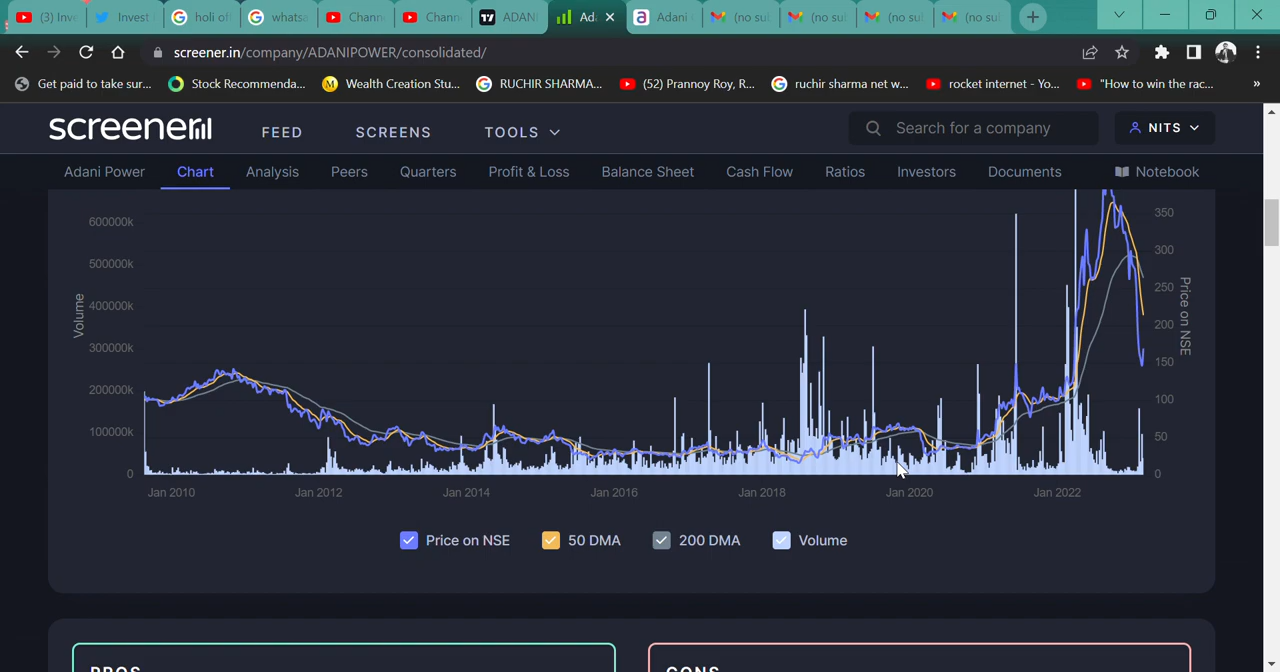 (3) Inv
Invest
holi of
whats
Chann
Chann
ADANI
Ad
Adani
(no su
(no su
(no su
(no sul
screener.in/company/ADANIPOWER/consolidated/
Get paid to take sur...
Stock Recommenda...
Wealth Creation Stu...
RUCHIR SHARMA...
(52) Prannoy Roy, R...
ruchir sharma net w...
rocket internet - Yo...
"How to win the rac...
»
screener
FEED
SCREENS
TOOLS
Search for a company
NITS
Adani Power
Chart
Analysis
Peers
Quarters
Profit & Loss
Balance Sheet
Cash Flow
Ratios
Investors
Documents
Notebook
Volume
600000k
500000k
400000k
300000k
200000k
100000k
0
350
300
250
200
150
100
50
0
Price on NSE
Jan 2010
Jan 2012
Jan 2014
Jan 2016
Jan 2018
Jan 2020
Jan 2022
Price on NSE
50 DMA
200 DMA
Volume
PROS
CONS